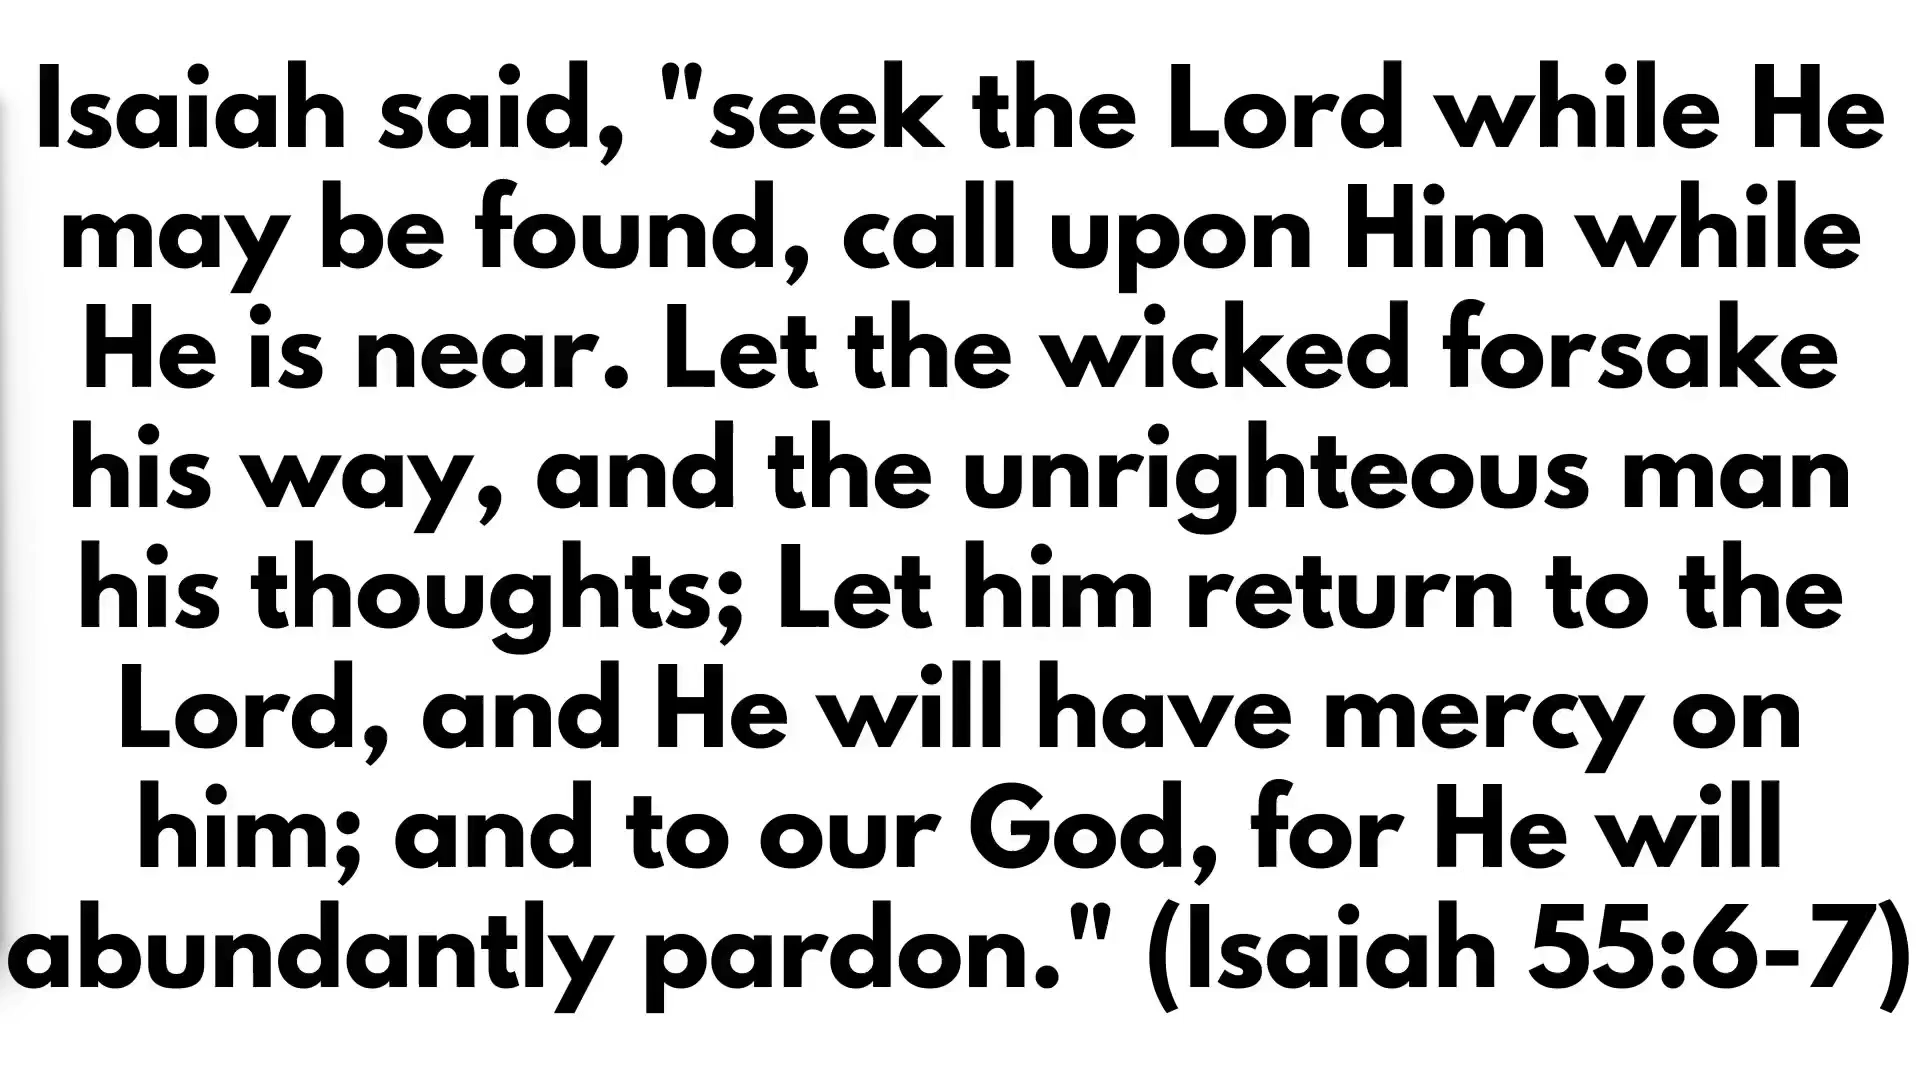 Isaiah said, "seek the Lord while He
may be found, call upon Him while
He is near. Let the wicked forsake
his way, and the unrighteous man
his thoughts; Let him return to the
Lord, and He will have mercy on
him; and to our God, for He will
abundantly pardon." (Isaiah 55:6-7)